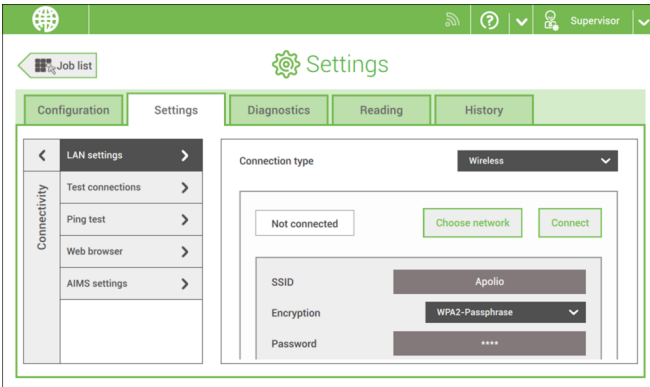 Supervisor
Job list
Settings
Configuration
Settings
Diagnostics
Reading
History
Connectivity
LAN settings
Test connections
Ping test
Web browser
AIMS settings
Connection type
Wireless
Not connected
Choose network
Connect
SSID
Apolio
Encryption
WPA2-Passphrase
Password
****